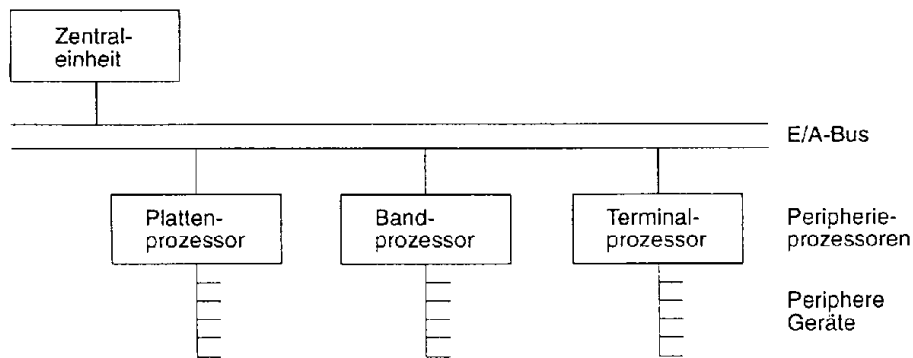 Zentral-
einheit
E/A-Bus
Platten-
prozessor
Band-
prozessor
Terminal-
prozessor
Peripherie-
prozessoren
Periphere
Geräte